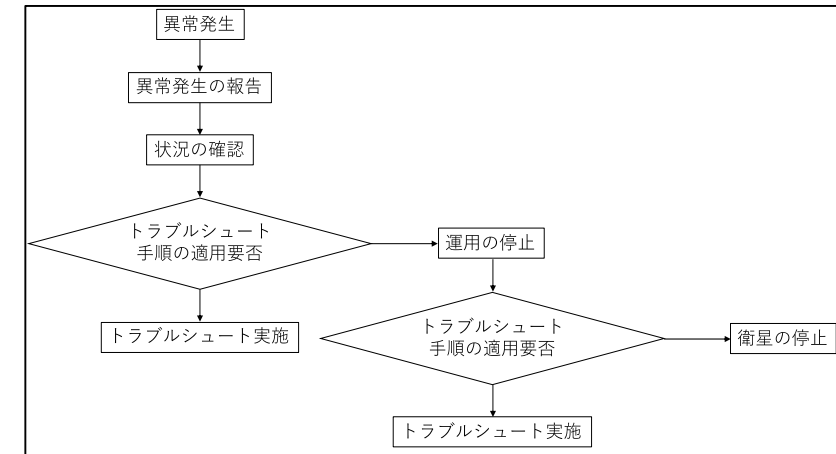 異常発生
異常発生の報告
状況の確認
トラブルシュート
手順の適用要否
運用の停止
トラブルシュート実施
トラブルシュート
手順の適用要否
衛星の停止
トラブルシュート実施